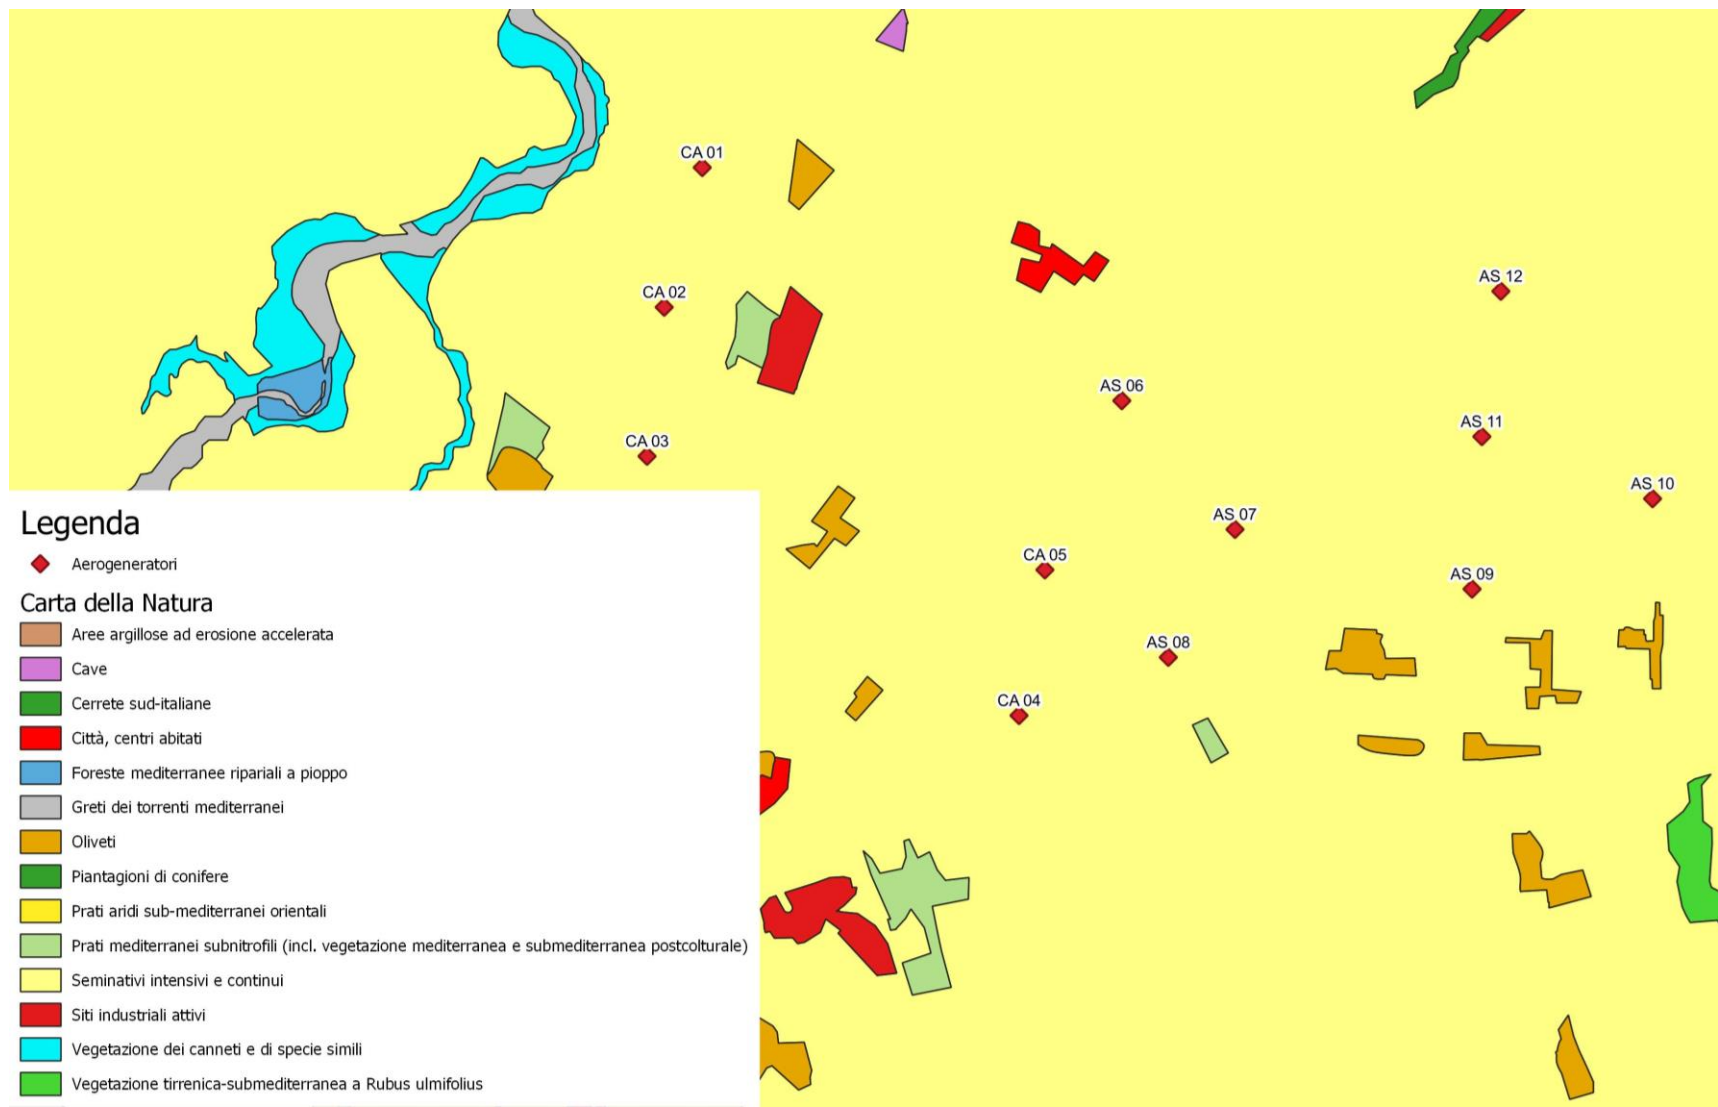 CA 01
AS 12
CA 02
AS 06
AS 11
CA 03
AS 10
AS 07
CA 05
AS 09
AS 08
CA 04
Legenda
Aerogeneratori
Carta della Natura
Aree argillose ad erosione accelerata
Cave
Cerrete sud-italiane
Città, centri abitati
Foreste mediterranee ripariali a pioppo
Greti dei torrenti mediterranei
Oliveti
Piantagioni di conifere
Prati aridi sub-mediterranei orientali
Prati mediterranei subnitrofili (incl. vegetazione mediterranea e submediterranea postcolturale)
Seminativi intensivi e continui
Siti industriali attivi
Vegetazione dei canneti e di specie simili
Vegetazione tirrenica-submediterranea a Rubus ulmifolius